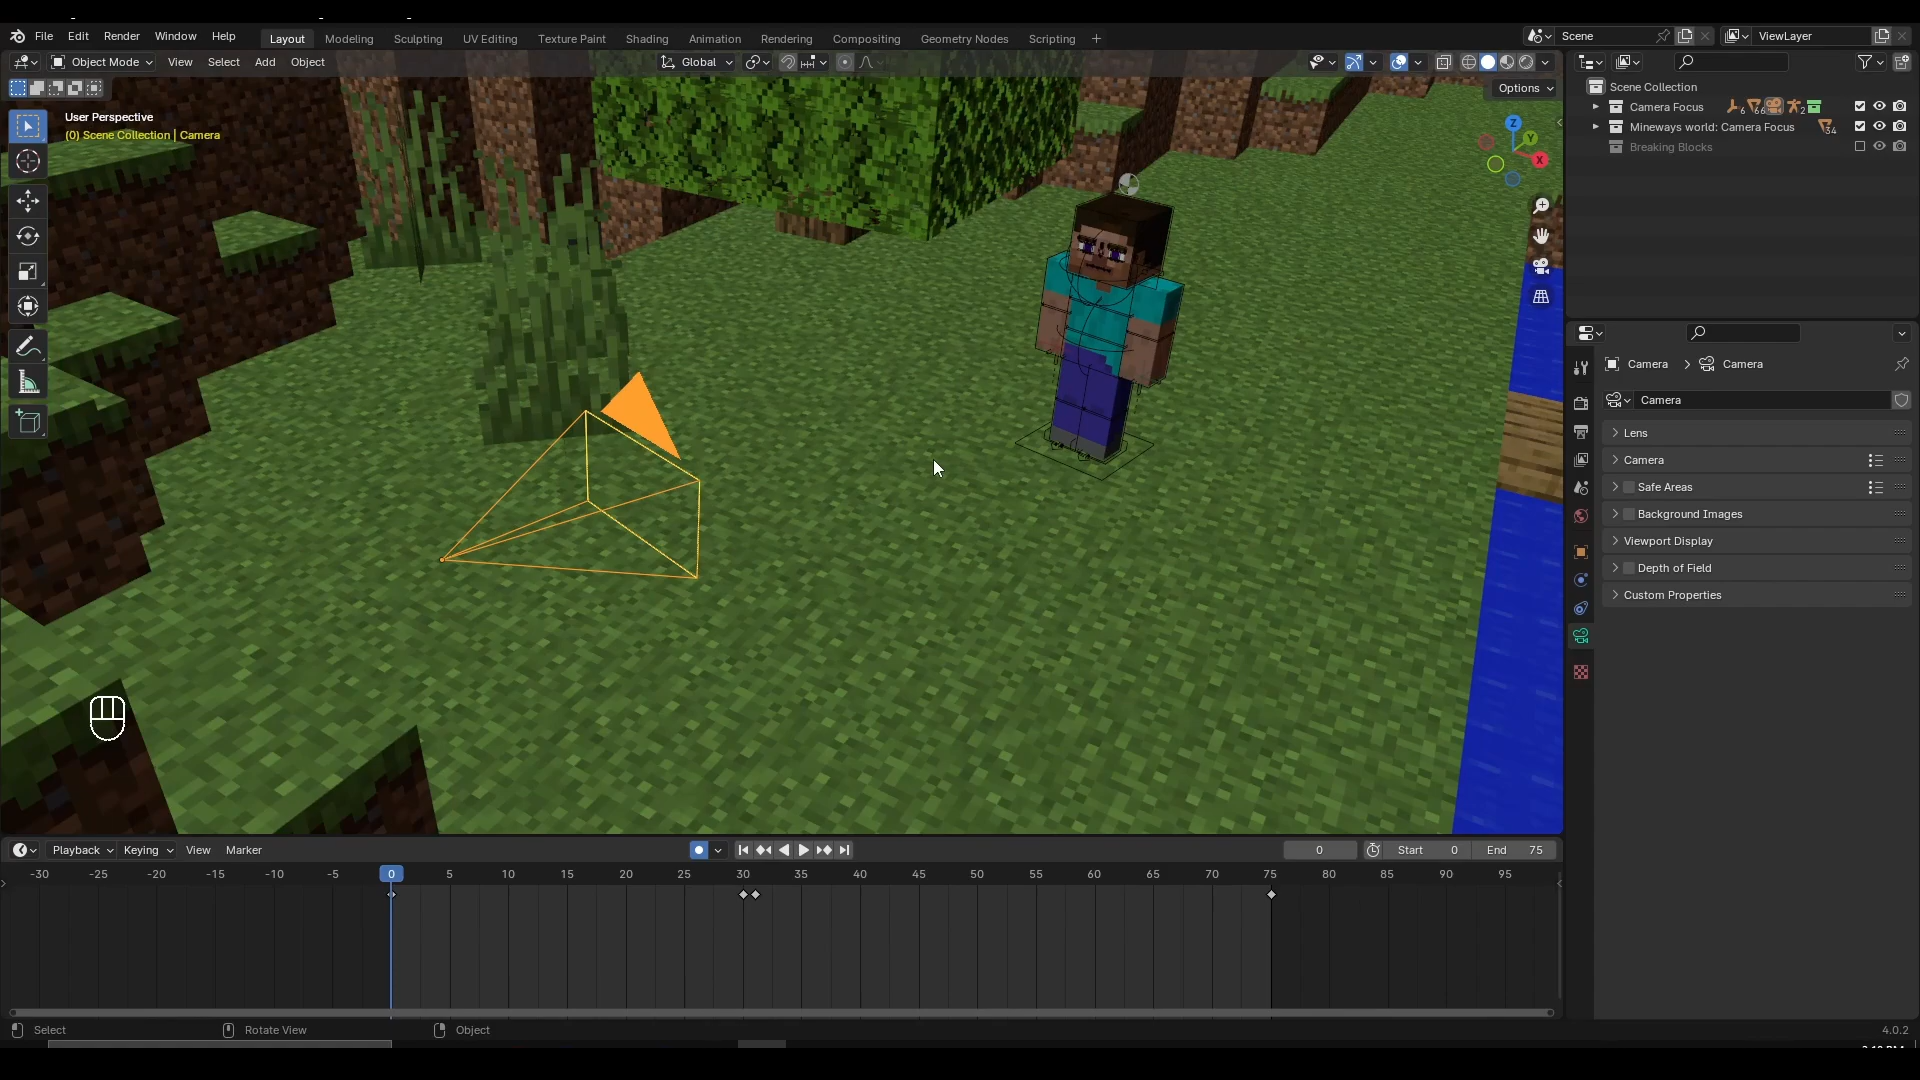 File Edit Render Window Help Layout Modeling Sculpting UV Editing Texture Paint Shading Animation Rendering Compositing Geometry Nodes Scripting + Scene ViewLayer
Object Mode View Select Add Object Global
Options
User Perspective
(0) Scene Collection | Camera
Z
Y
X
Scene Collection
Camera Focus 6 66 2
Mineways world: Camera Focus 34
Breaking Blocks
Camera > Camera
Camera
Lens
Camera
Safe Areas
Background Images
Viewport Display
Depth of Field
Custom Properties
Playback Keying View Marker 0 Start 0 End 75
-30 -25 -20 -15 -10 -5 0 5 10 15 20 25 30 35 40 45 50 55 60 65 70 75 80 85 90 95
Select Rotate View Object 4.0.2